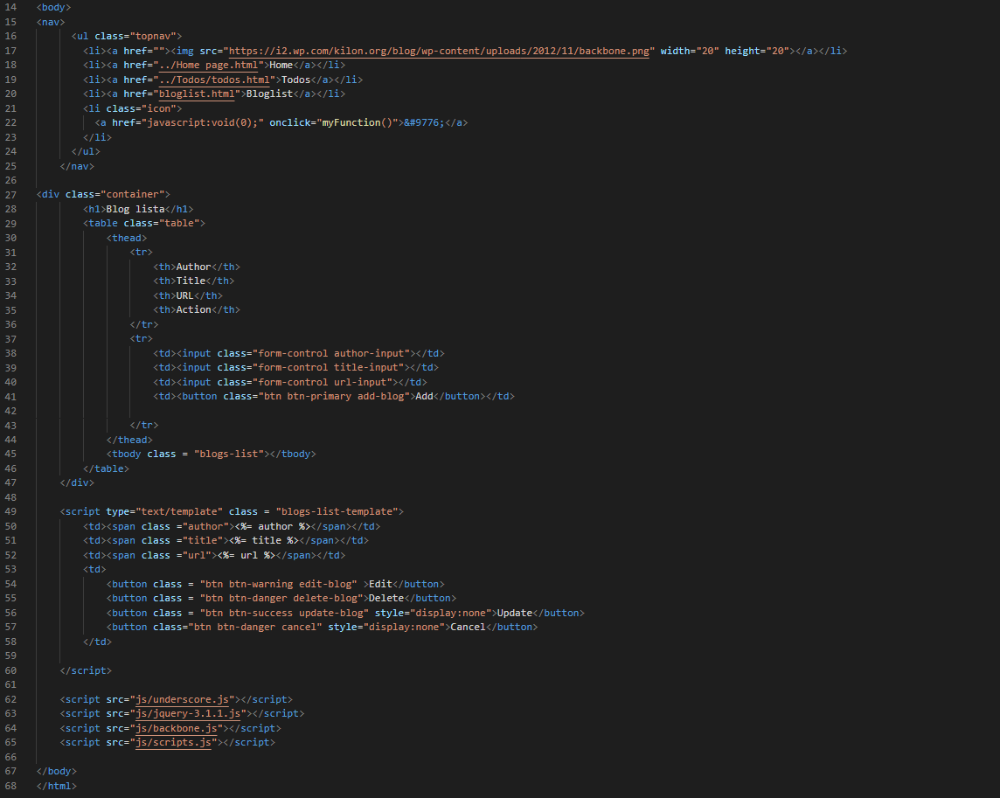 14 <body>
15 <nav>
16 <ul class="topnav">
17 <li><a href=""><img src="https://i2.wp.com/kilon.org/blog/wp-content/uploads/2012/11/backbone.png" width="20" height="20"></a></li>
18 <li><a href="../Home page.html">Home</a></li>
19 <li><a href="../Todos/todos.html">Todos</a></li>
20 <li><a href="bloglist.html">Bloglist</a></li>
21 <li class="icon">
22 <a href="javascript:void(0);" onclick="myFunction()">&#9776;</a>
23 </li>
24 </ul>
25 </nav>
26
27 <div class="container">
28 <h1>Blog lista</h1>
29 <table class="table">
30 <thead>
31 <tr>
32 <th>Author</th>
33 <th>Title</th>
34 <th>URL</th>
35 <th>Action</th>
36 </tr>
37 <tr>
38 <td><input class="form-control author-input"></td>
39 <td><input class="form-control title-input"></td>
40 <td><input class="form-control url-input"></td>
41 <td><button class="btn btn-primary add-blog">Add</button></td>
42
43 </tr>
44 </thead>
45 <tbody class = "blogs-list"></tbody>
46 </table>
47 </div>
48
49 <script type="text/template" class = "blogs-list-template">
50 <td><span class ="author"><%= author %></span></td>
51 <td><span class ="title"><%= title %></span></td>
52 <td><span class ="url"><%= url %></span></td>
53 <td>
54 <button class = "btn btn-warning edit-blog" >Edit</button>
55 <button class = "btn btn-danger delete-blog">Delete</button>
56 <button class = "btn btn-success update-blog" style="display:none">Update</button>
57 <button class="btn btn-danger cancel" style="display:none">Cancel</button>
58 </td>
59
60 </script>
61
62 <script src="js/underscore.js"></script>
63 <script src="js/jquery-3.1.1.js"></script>
64 <script src="js/backbone.js"></script>
65 <script src="js/scripts.js"></script>
66
67 </body>
68 </html>